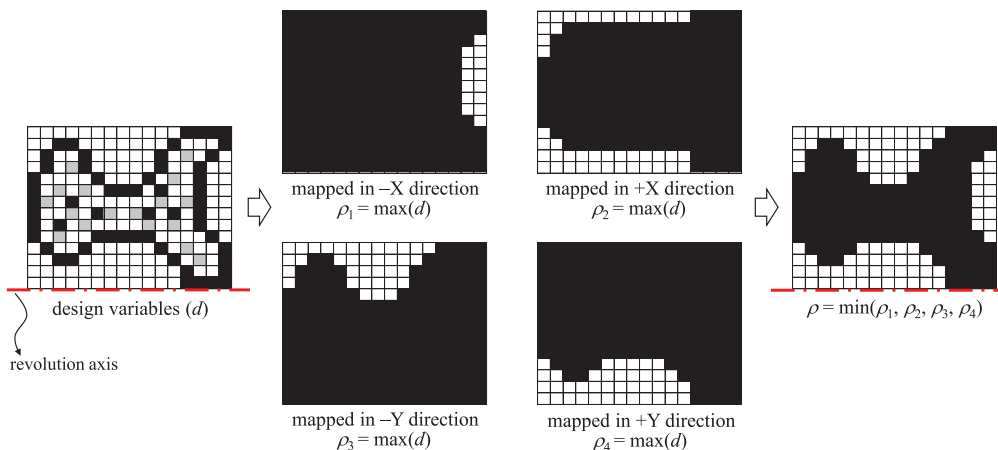 mapped in –X direction
ρ1 = max(d)
mapped in +X direction
ρ2 = max(d)
design variables (d)
revolution axis
mapped in –Y direction
ρ3 = max(d)
mapped in +Y direction
ρ4 = max(d)
ρ = min(ρ1, ρ2, ρ3, ρ4)